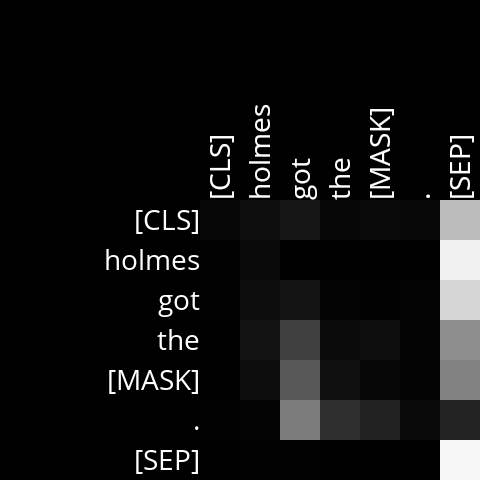 [CLS] holmes got the [MASK] . [SEP]
[CLS]
holmes
got
the
[MASK]
.
[SEP]